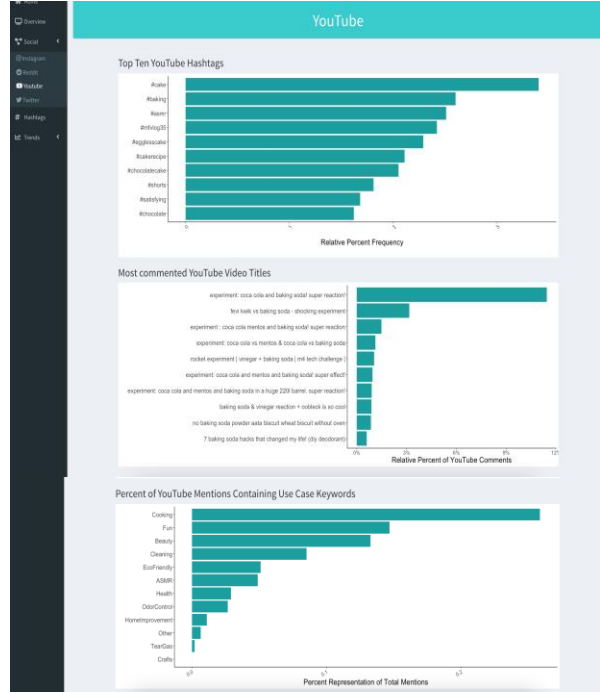 Home
YouTube
Overview
Social
Instagram
Reddit
Youtube
Twitter
# Hashtags
Trends
Top Ten YouTube Hashtags
#cake
#baking
#asmr
#mlvlog39
#egglesscake
#cakerecipe
#chocolatecake
#shorts
#satisfying
#chocolate
Relative Percent Frequency
Most commented YouTube Video Titles
experiment: coca cola and baking soda! super reaction!
fevi kwik vs baking soda - shocking experiment
experiment : coca cola mentos and baking soda! super reaction
experiment: coca cola vs mentos & coca cola vs baking soda
rocket experiment | vinegar + baking soda | m4 tech challenge |
experiment: coca cola and mentos and baking soda! super effect!
experiment: coca cola and mentos and baking soda in a huge 220l barrel. super reaction!
baking soda & vinegar reaction + oobleck is so cool
no baking soda powder aata biscuit wheat biscuit without oven
7 baking soda hacks that changed my life! (diy deodorant)
0% 3% 6% 9% 12
Relative Percent of YouTube Comments
Percent of YouTube Mentions Containing Use Case Keywords
Cooking
Fun
Beauty
Cleaning
EcoFriendly
ASMR
Health
OdorControl
HomeImprovement
Other
TearGas
Crafts
0.0 0.1 0.2
Percent Representation of Total Mentions